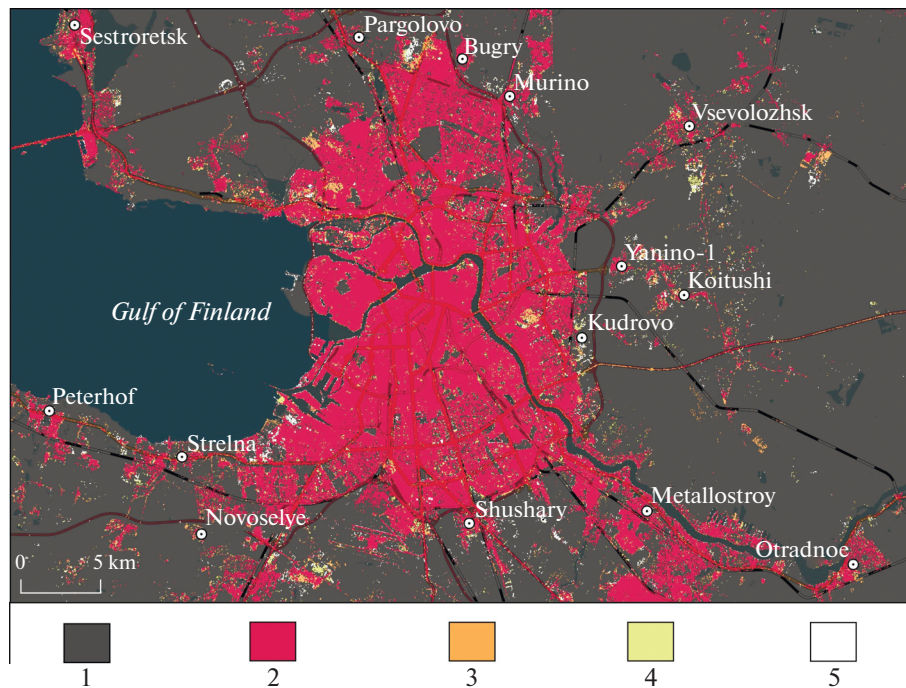 Sestroretsk
Pargolovo
Bugry
Murino
Vsevolozhsk
Yanino-1
Koitushi
Gulf of Finland
Kudrovo
Peterhof
Strelna
Novoselye
Shushary
Metallostroy
Otradnoe
0 5 km
1 2 3 4 5